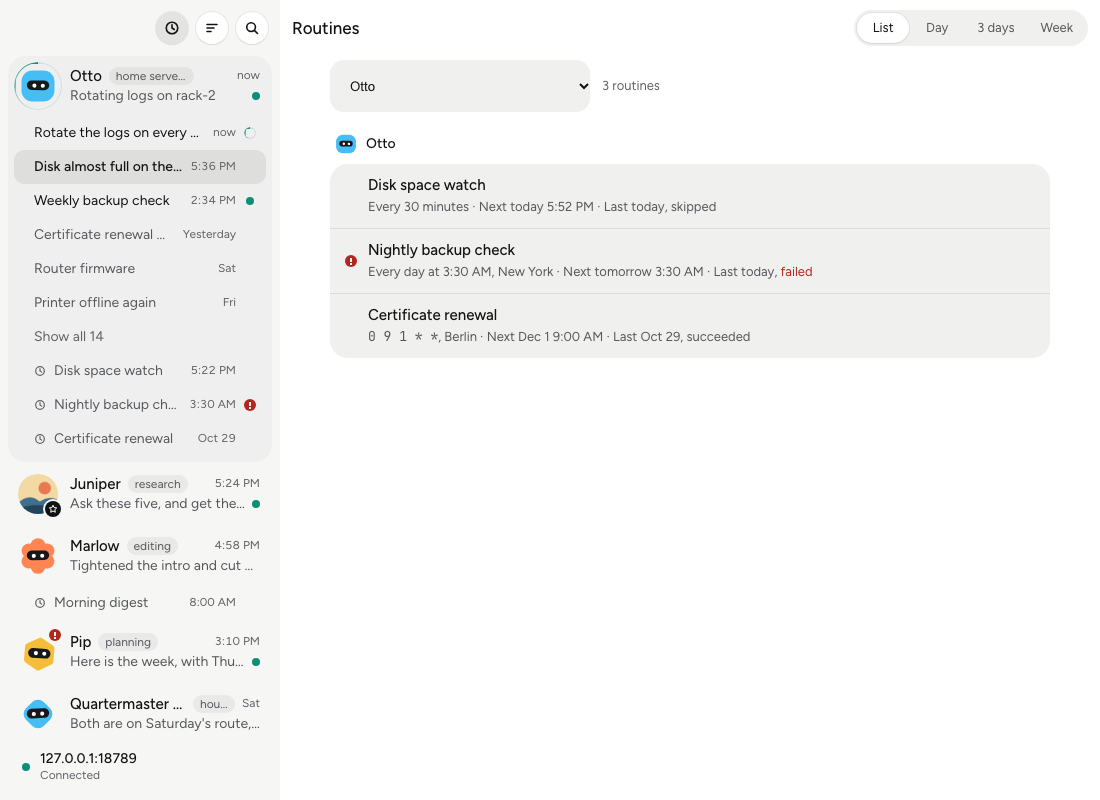 Otto home serve... now
Rotating logs on rack-2
Rotate the logs on every ... now
Disk almost full on the... 5:36 PM
Weekly backup check 2:34 PM
Certificate renewal ... Yesterday
Router firmware Sat
Printer offline again Fri
Show all 14
Disk space watch 5:22 PM
Nightly backup ch... 3:30 AM
Certificate renewal Oct 29
Juniper research 5:24 PM
Ask these five, and get the...
Marlow editing 4:58 PM
Tightened the intro and cut ...
Morning digest 8:00 AM
Pip planning 3:10 PM
Here is the week, with Thu...
Quartermaster ... hou... Sat
Both are on Saturday's route,...
127.0.0.1:18789
Connected
Routines
List Day 3 days Week
Otto 3 routines
Otto
Disk space watch
Every 30 minutes · Next today 5:52 PM · Last today, skipped
Nightly backup check
Every day at 3:30 AM, New York · Next tomorrow 3:30 AM · Last today, failed
Certificate renewal
0 9 1 * *, Berlin · Next Dec 1 9:00 AM · Last Oct 29, succeeded